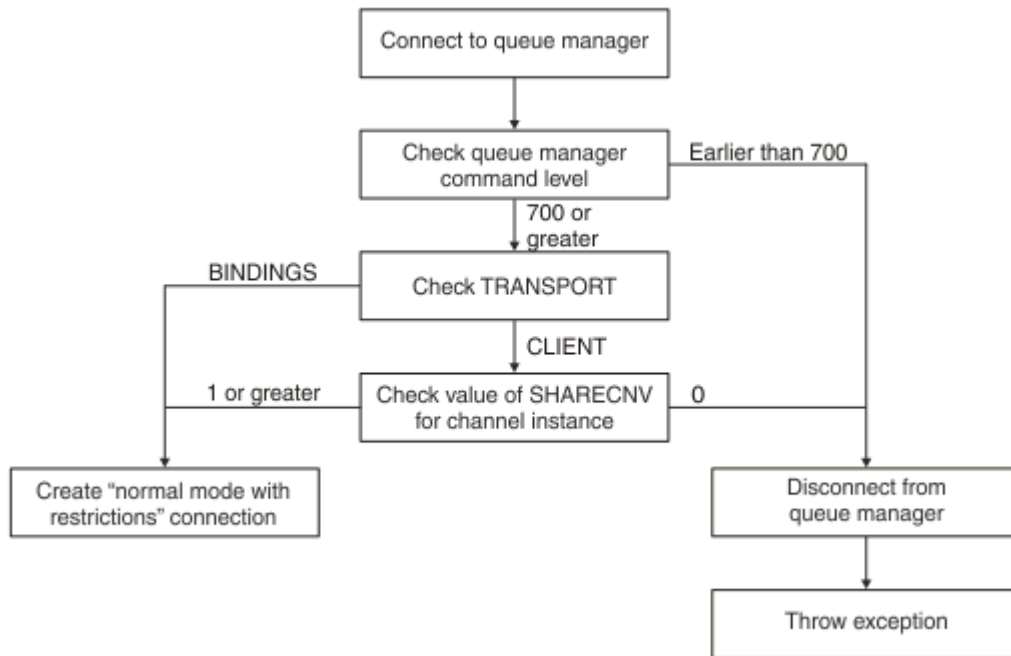 Connect to queue manager
Check queue manager
command level
Earlier than 700
700 or
greater
BINDINGS
Check TRANSPORT
CLIENT
1 or greater
Check value of SHARECNV
for channel instance
0
Create “normal mode with
restrictions” connection
Disconnect from
queue manager
Throw exception